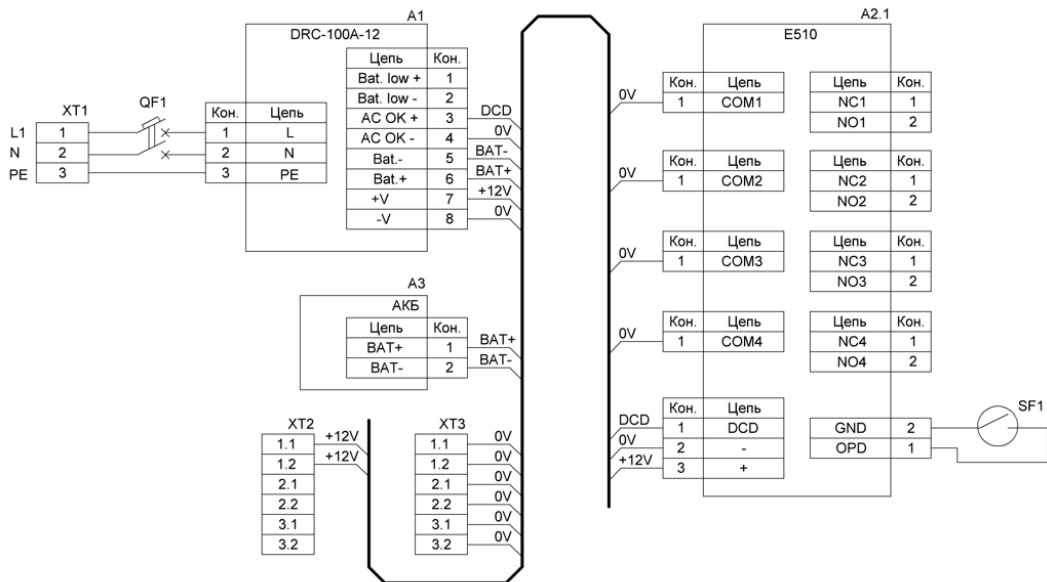 A1
DRC-100A-12
Цепь Кон.
Bat. low + 1
Bat. low - 2
AC OK + 3 DCD
AC OK - 4 0V
Bat.- 5 BAT-
Bat.+ 6 BAT+
+V 7 +12V
-V 8 0V
XT1 QF1
Кон. Цепь
L1 1 1 L
N 2 2 N
PE 3 3 PE
A3
АКБ
Цепь Кон.
BAT+ 1 BAT+
BAT- 2 BAT-
XT2
1.1 +12V
1.2 +12V
2.1
2.2
3.1
3.2
XT3
1.1 0V
1.2 0V
2.1 0V
2.2 0V
3.1 0V
3.2 0V
A2.1
E510
Кон. Цепь Цепь Кон.
0V 1 COM1 NC1 1
NO1 2
Кон. Цепь Цепь Кон.
0V 1 COM2 NC2 1
NO2 2
Кон. Цепь Цепь Кон.
0V 1 COM3 NC3 1
NO3 2
Кон. Цепь Цепь Кон.
0V 1 COM4 NC4 1
NO4 2
Кон. Цепь
DCD 1 DCD GND 2
0V 2 - OPD 1
+12V 3 +
SF1